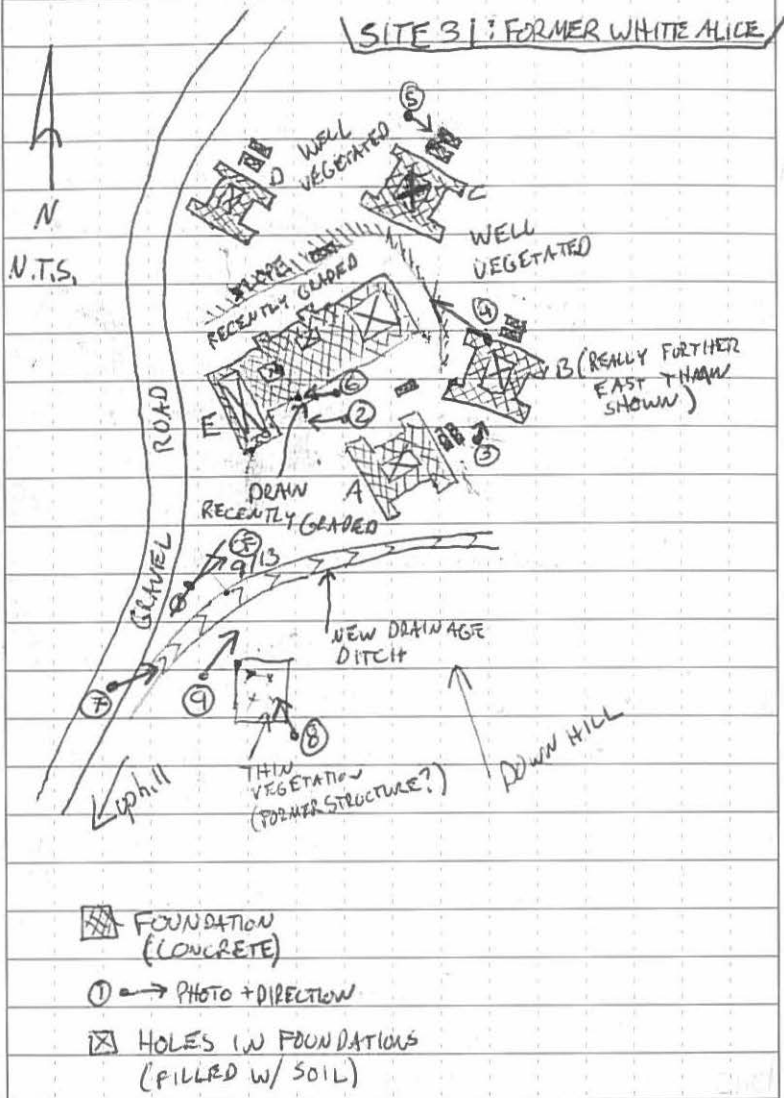 SITE 31: FORMER WHITE ALICE
N
N.T.S.
5
D
WELL
VEGETATED
C
WELL
VEGETATED
SLOPE
RECENTLY GRADED
4
B (REALLY FURTHER
EAST THAN
SHOWN)
6
2
E
3
A
DRAIN
RECENTLY GRADED
GRAVEL ROAD
9/13
NEW DRAINAGE
DITCH
7
9
8
THIN
VEGETATION
(FORMER STRUCTURE?)
DOWN HILL
uphill
FOUNDATION
(CONCRETE)
1 PHOTO + DIRECTION
HOLES IN FOUNDATIONS
(FILLED W/ SOIL)